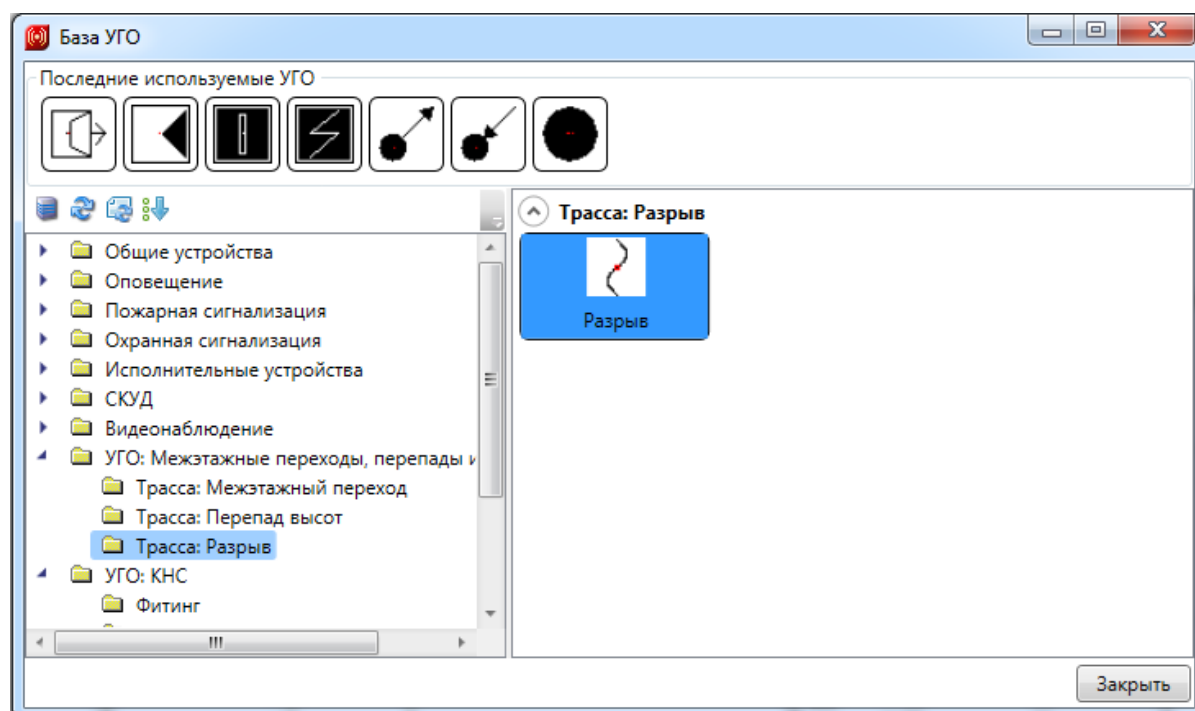 База УГО
Последние используемые УГО
Общие устройства
Оповещение
Пожарная сигнализация
Охранная сигнализация
Исполнительные устройства
СКУД
Видеонаблюдение
УГО: Межэтажные переходы, перепады и
Трасса: Межэтажный переход
Трасса: Перепад высот
Трасса: Разрыв
УГО: КНС
Фитинг
Трасса: Разрыв
Разрыв
Закрыть